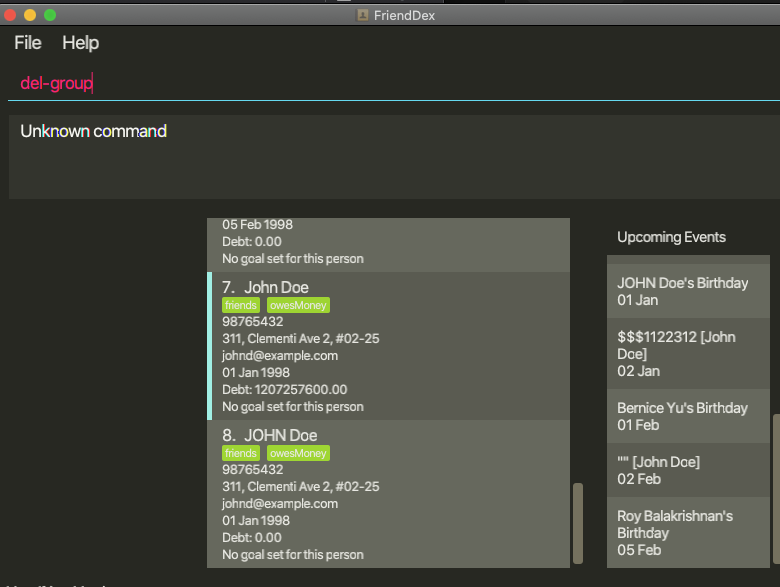 FriendDex
File Help
del-group
Unknown command
05 Feb 1998
Debt: 0.00
No goal set for this person
7. John Doe
friends owesMoney
98765432
311, Clementi Ave 2, #02-25
johnd@example.com
01 Jan 1998
Debt: 1207257600.00
No goal set for this person
8. JOHN Doe
friends owesMoney
98765432
311, Clementi Ave 2, #02-25
johnd@example.com
01 Jan 1998
Debt: 0.00
No goal set for this person
Upcoming Events
JOHN Doe's Birthday
01 Jan
$$$1122312 [John
Doe]
02 Jan
Bernice Yu's Birthday
01 Feb
"" [John Doe]
02 Feb
Roy Balakrishnan's
Birthday
05 Feb